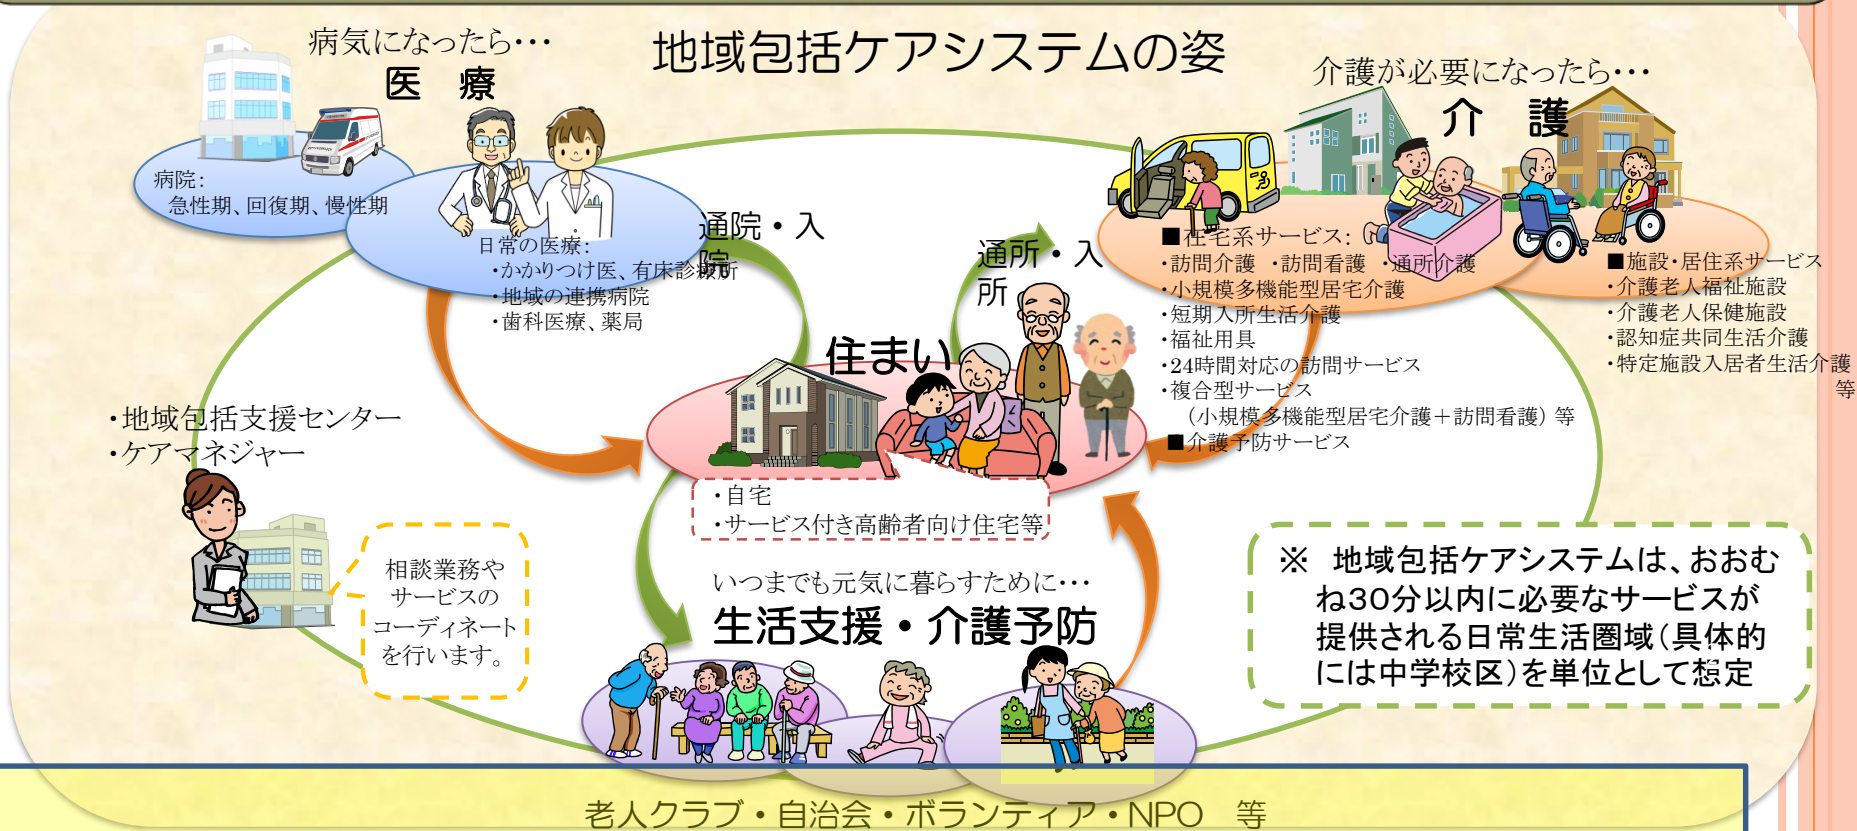 地域包括ケアシステムの姿
病気になったら・・・
医　療
病院：
急性期、回復期、慢性期
日常の医療：
・かかりつけ医、有床診療所
・地域の連携病院
・歯科医療、薬局
通院・入
院
通所・入
所
介護が必要になったら・・・
介　護
■在宅系サービス：
・訪問介護　・訪問看護　・通所介護
・小規模多機能型居宅介護
・短期入所生活介護
・福祉用具
・24時間対応の訪問サービス
・複合型サービス
（小規模多機能型居宅介護＋訪問看護）等
■介護予防サービス
■施設・居住系サービス
・介護老人福祉施設
・介護老人保健施設
・認知症共同生活介護
・特定施設入居者生活介護
等
住まい
・自宅
・サービス付き高齢者向け住宅等
・地域包括支援センター
・ケアマネジャー
相談業務や
サービスの
コーディネート
を行います。
いつまでも元気に暮らすために・・・
生活支援・介護予防
※　地域包括ケアシステムは、おおむ
ね３０分以内に必要なサービスが
提供される日常生活圏域（具体的
には中学校区）を単位として想定
老人クラブ・自治会・ボランティア・NPO　等